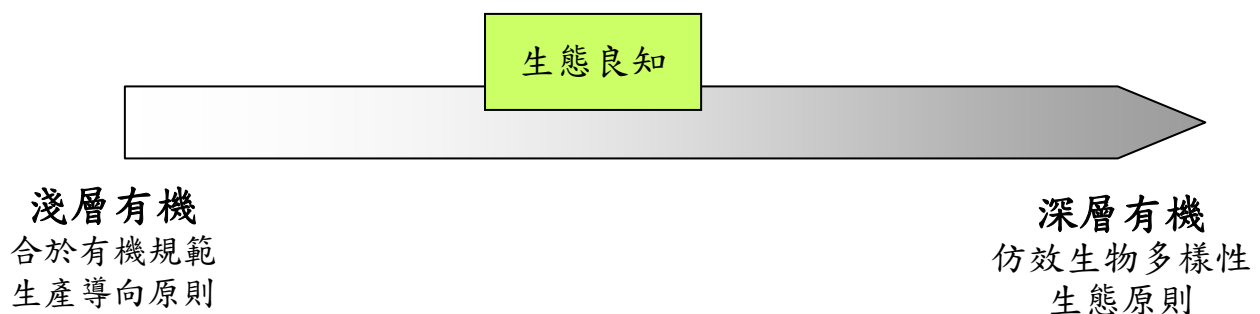 生態良知
淺層有機
合於有機規範
生產導向原則
深層有機
仿效生物多樣性
生態原則